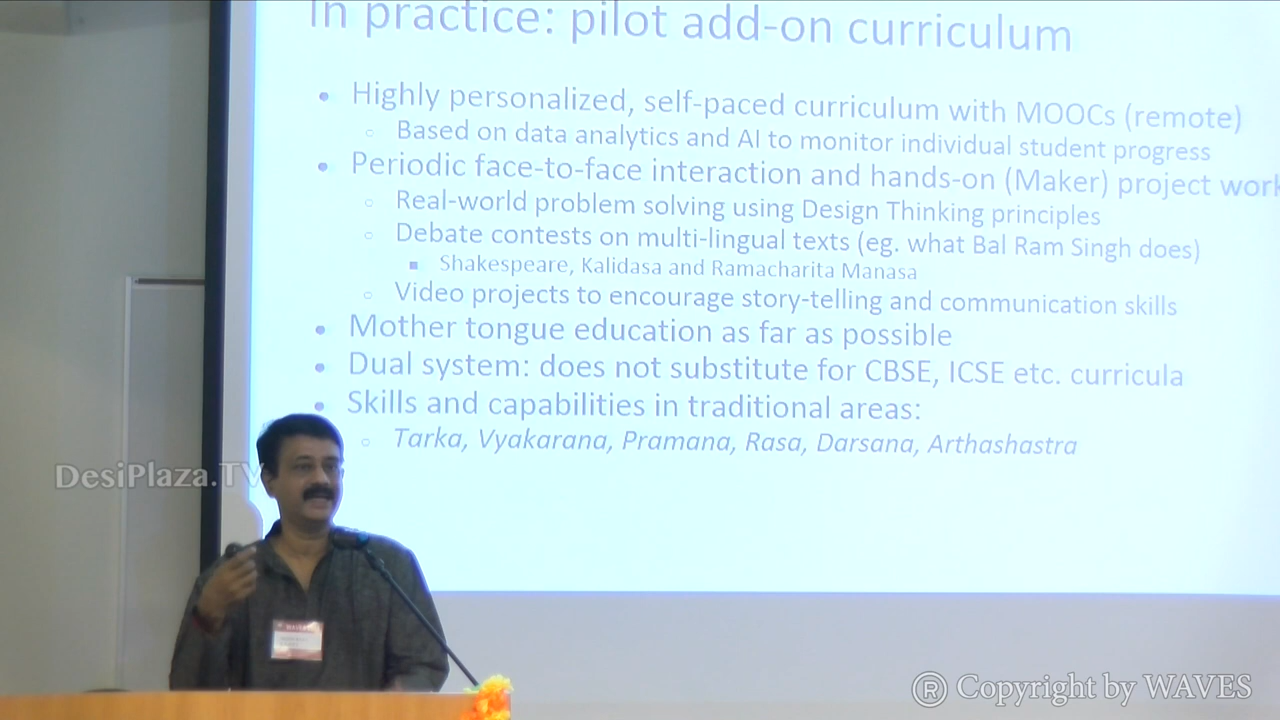 In practice: pilot add-on curriculum
Highly personalized, self-paced curriculum with MOOCs (remote)
Based on data analytics and AI to monitor individual student progress
Periodic face-to-face interaction and hands-on (Maker) project work
Real-world problem solving using Design Thinking principles
Debate contests on multi-lingual texts (eg. what Bal Ram Singh does)
Shakespeare, Kalidasa and Ramacharita Manasa
Video projects to encourage story-telling and communication skills
Mother tongue education as far as possible
Dual system: does not substitute for CBSE, ICSE etc. curricula
Skills and capabilities in traditional areas:
Tarka, Vyakarana, Pramana, Rasa, Darsana, Arthashastra
DesiPlaza.TV
® Copyright by WAVES